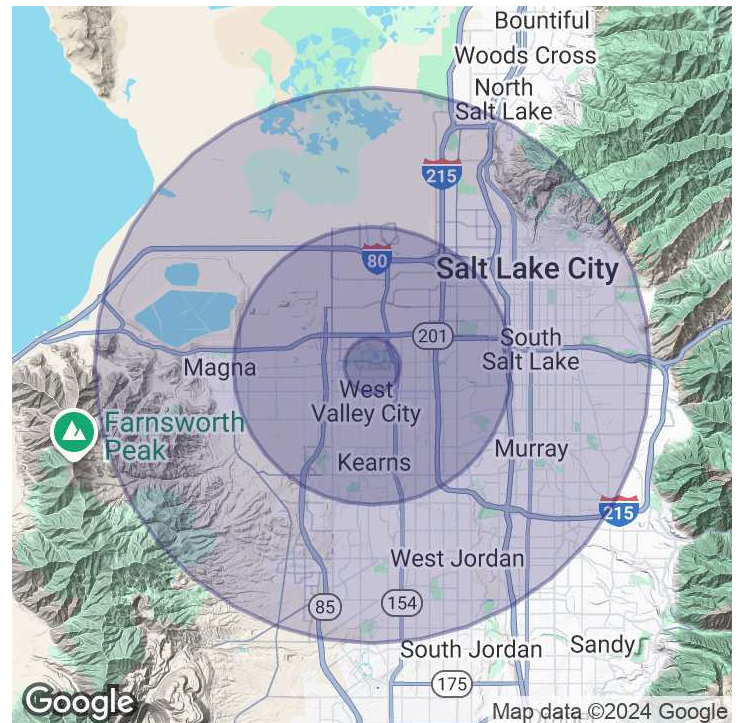 Bountiful
Woods Cross
North
Salt Lake
215
80
Salt Lake City
201
South
Salt Lake
Magna
West
Valley City
Farnsworth
Peak
Murray
Kearns
215
West Jordan
85
154
South Jordan
Sandy
175
Google
Map data ©2024 Google